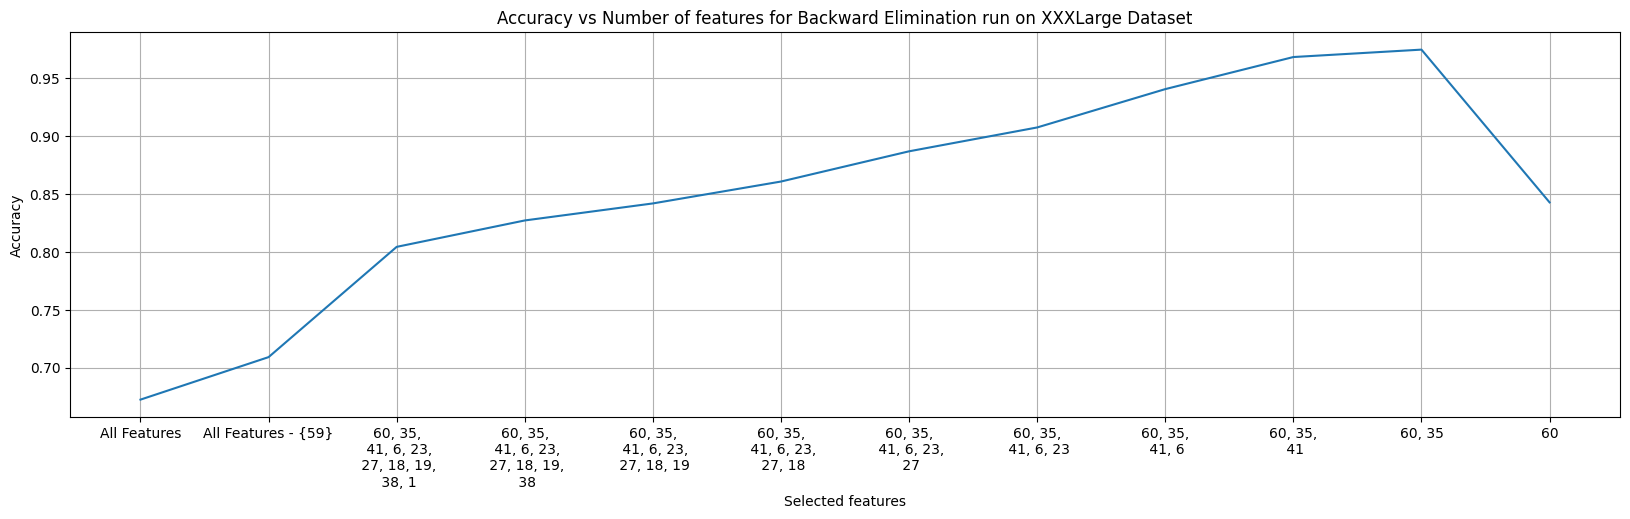 Accuracy vs Number of features for Backward Elimination run on XXXLarge Dataset
Accuracy
0.95
0.90
0.85
0.80
0.75
0.70
All Features
All Features - {59}
60, 35,
41, 6, 23,
27, 18, 19,
38, 1
60, 35,
41, 6, 23,
27, 18, 19,
38
60, 35,
41, 6, 23,
27, 18, 19
60, 35,
41, 6, 23,
27, 18
60, 35,
41, 6, 23,
27
60, 35,
41, 6, 23
60, 35,
41, 6
60, 35,
41
60, 35
60
Selected features